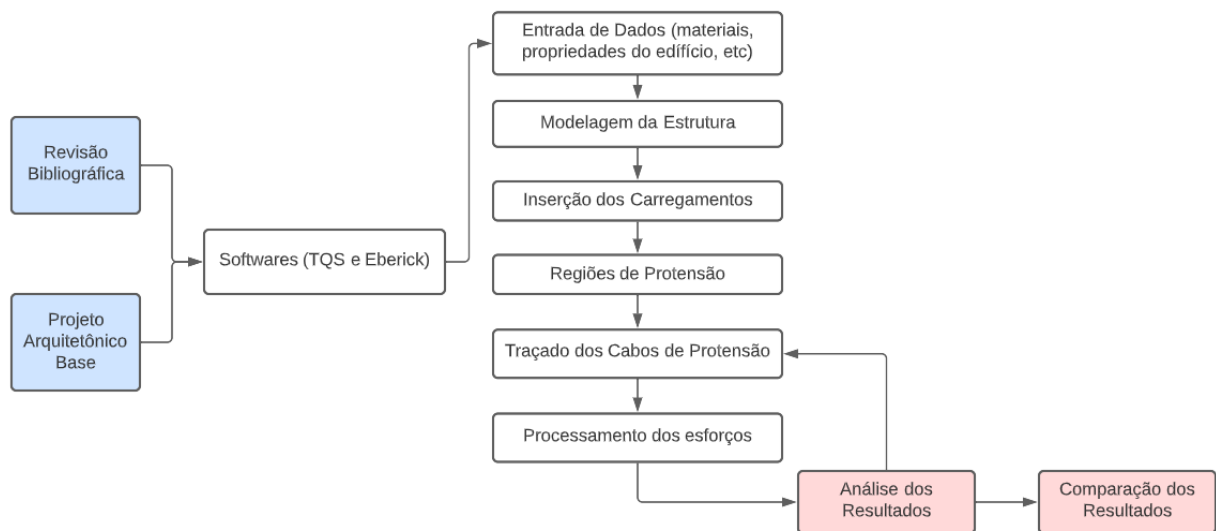 Revisão
Bibliográfica
Projeto
Arquitetônico
Base
Softwares (TQS e Eberick)
Entrada de Dados (materiais,
propriedades do edifício, etc)
Modelagem da Estrutura
Inserção dos Carregamentos
Regiões de Protensão
Traçado dos Cabos de Protensão
Processamento dos esforços
Análise dos
Resultados
Comparação dos
Resultados